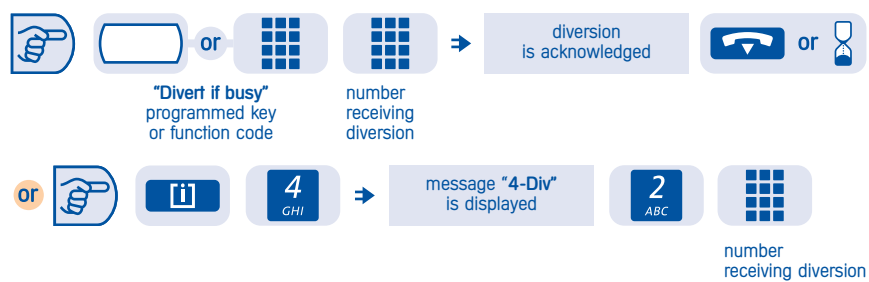 or
diversion
is acknowledged
or
"Divert if busy"
programmed key
or function code
number
receiving
diversion
or
[i]
4
GHI
message "4-Div"
is displayed
2
ABC
number
receiving diversion